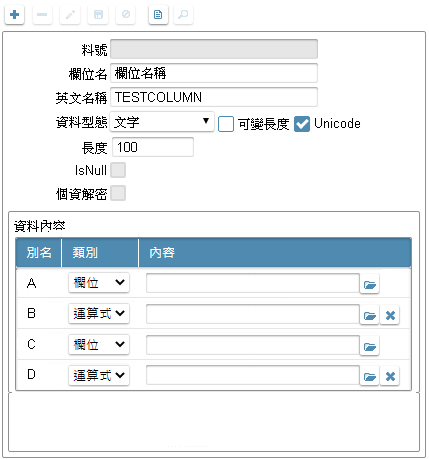 料號
欄位名 欄位名稱
英文名稱 TESTCOLUMN
資料型態 文字 可變長度 Unicode
長度 100
IsNull
個資解密
資料內容
別名 類別 內容
A 欄位
B 運算式
C 欄位
D 運算式